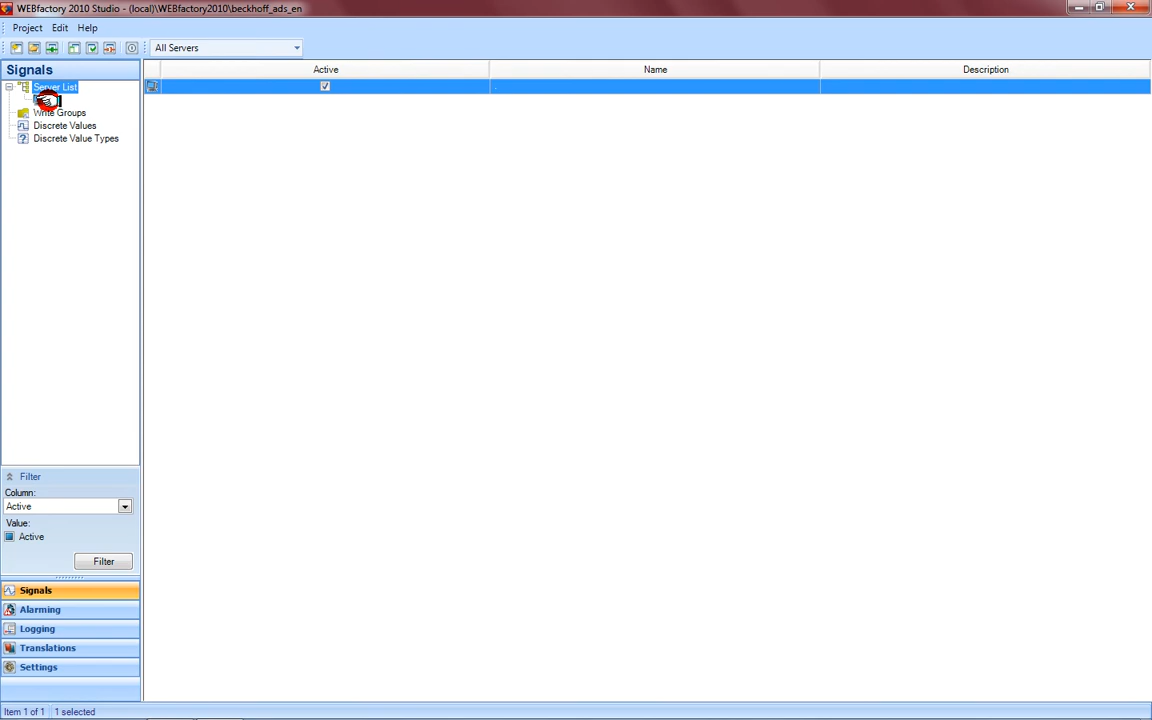 WEBfactory 2010 Studio - (local)\WEBfactory2010\beckhoff_ads_en
Project Edit Help
All Servers
Signals
Active Name Description
Server List
.
Write Groups
Discrete Values
Discrete Value Types
Filter
Column:
Active
Value:
Active
Filter
Signals
Alarming
Logging
Translations
Settings
Item 1 of 1 1 selected